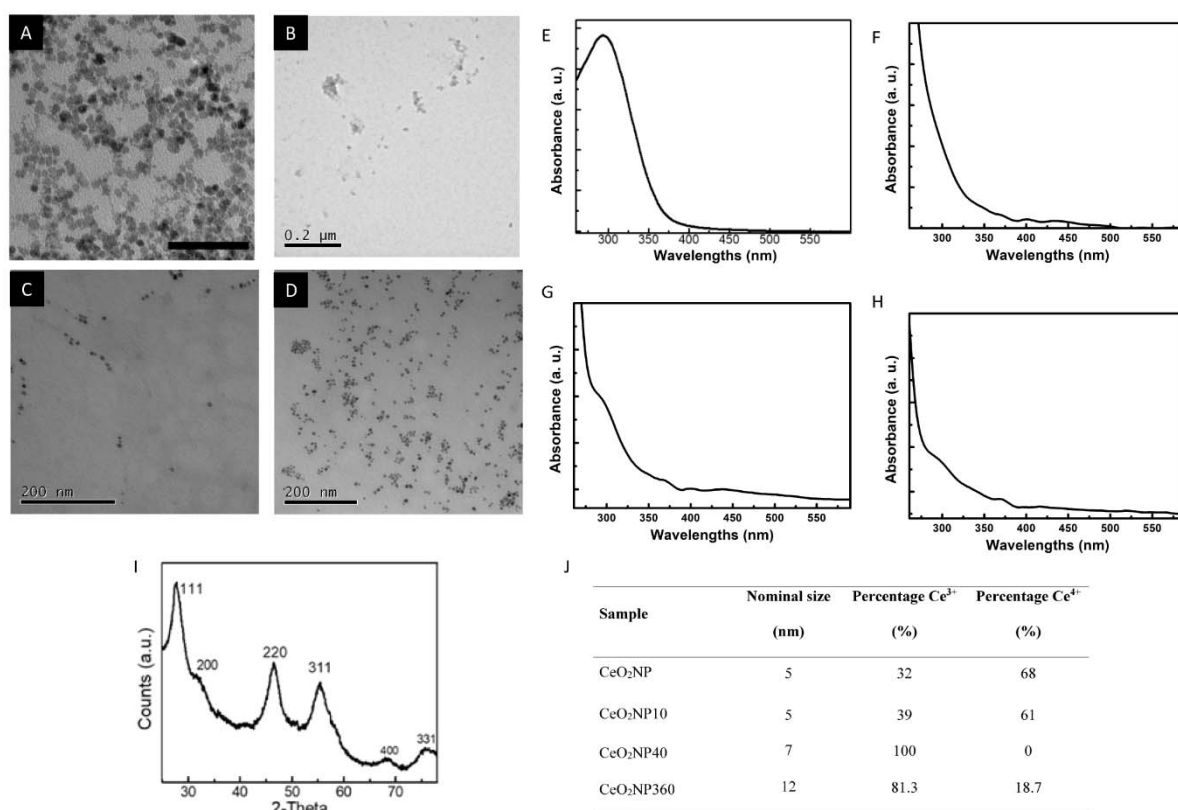 A
B
0.2 µm
C
200 nm
D
200 nm
E
Absorbance (a. u.)
250 300 350 400 450 500 550
Wavelengths (nm)
F
Absorbance (a. u.)
300 350 400 450 500 550
Wavelengths (nm)
G
Absorbance (a. u.)
300 350 400 450 500 550
Wavelengths (nm)
H
Absorbance (a. u.)
300 350 400 450 500 550
Wavelengths (nm)
I
Counts (a.u.)
111
200
220
311
400
331
30 40 50 60 70
2-Theta
J
Sample Nominal size (nm) Percentage Ce³⁺ (%) Percentage Ce⁴⁺ (%)
CeO₂NP 5 32 68
CeO₂NP10 5 39 61
CeO₂NP40 7 100 0
CeO₂NP360 12 81.3 18.7